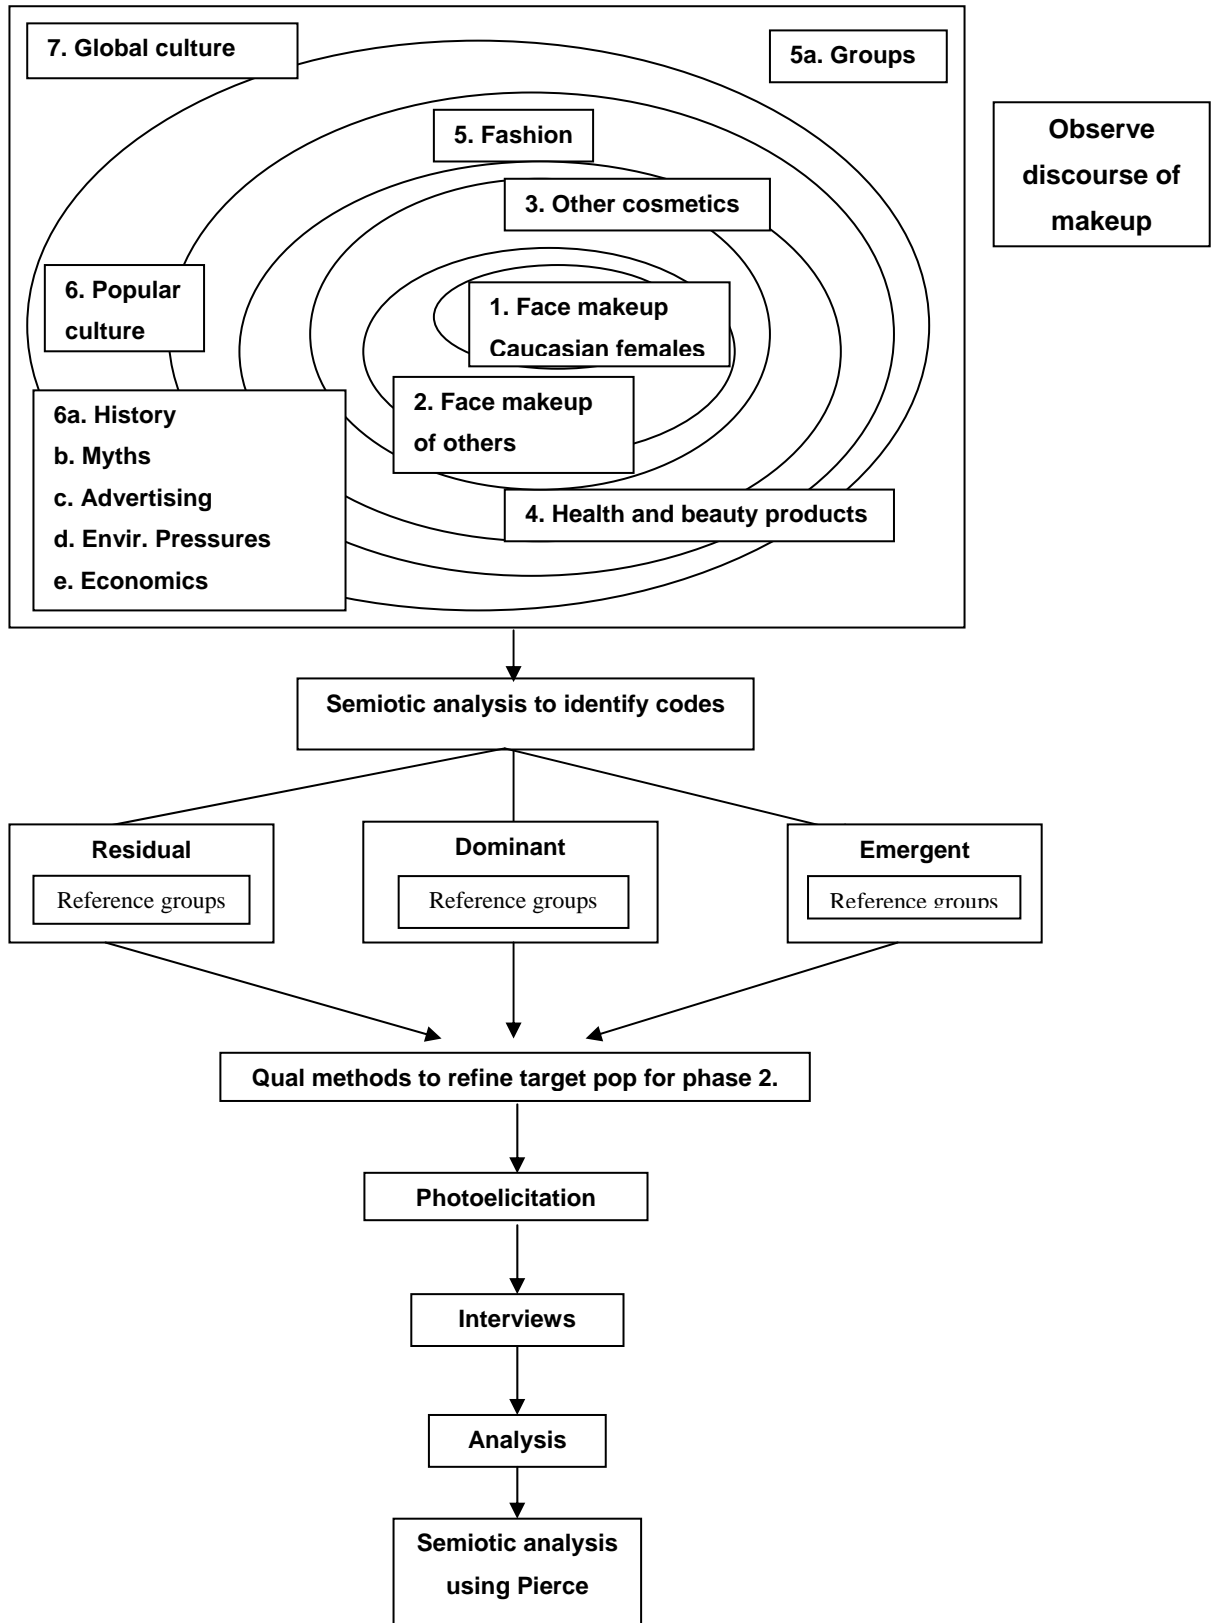 7. Global culture
5a. Groups
Observe
discourse of
makeup
5. Fashion
3. Other cosmetics
6. Popular
culture
1. Face makeup
Caucasian females
2. Face makeup
of others
6a. History
b. Myths
c. Advertising
d. Envir. Pressures
e. Economics
4. Health and beauty products
Semiotic analysis to identify codes
Residual
Reference groups
Dominant
Reference groups
Emergent
Reference groups
Qual methods to refine target pop for phase 2.
Photoelicitation
Interviews
Analysis
Semiotic analysis
using Pierce